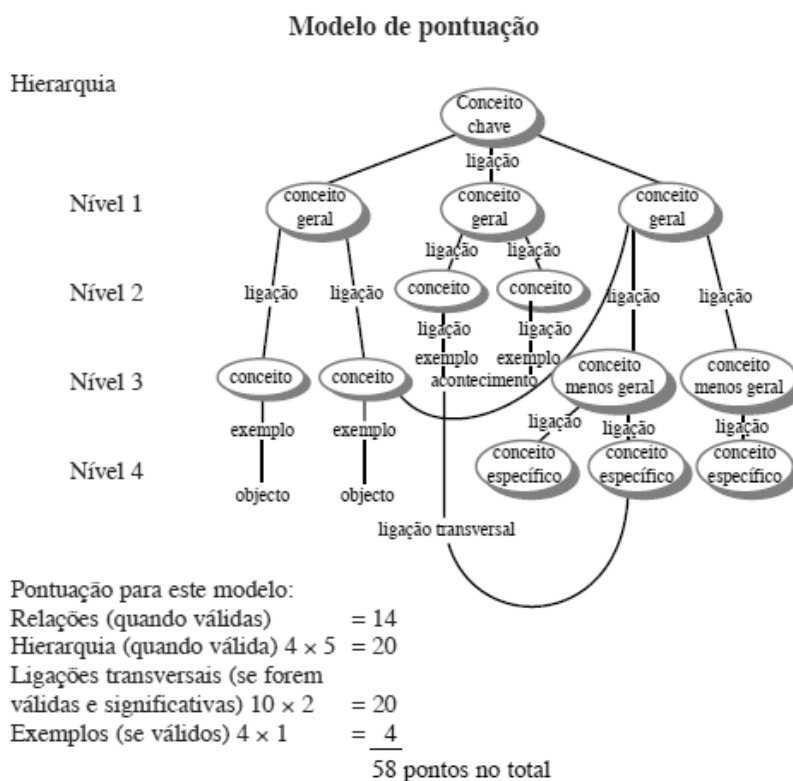 Modelo de pontuação
Hierarquia
Conceito
chave
ligação
Nível 1
conceito
geral
conceito
geral
conceito
geral
ligação
ligação
Nível 2
ligação
ligação
conceito
conceito
ligação
ligação
ligação
ligação
exemplo
exemplo
Nível 3
conceito
conceito
acontecimento
conceito
menos geral
conceito
menos geral
exemplo
exemplo
ligação
ligação
ligação
Nível 4
conceito
específico
conceito
específico
conceito
específico
objecto
objecto
ligação transversal
Pontuação para este modelo:
Relações (quando válidas) = 14
Hierarquia (quando válida) 4 × 5 = 20
Ligações transversais (se forem
válidas e significativas) 10 × 2 = 20
Exemplos (se válidos) 4 × 1 = 4
58 pontos no total